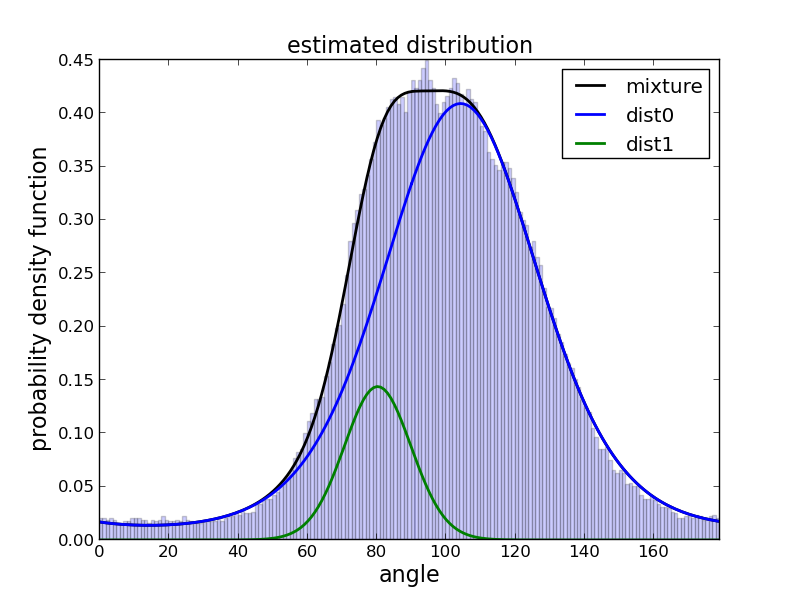 estimated distribution
mixture
dist0
dist1
probability density function
0.45
0.40
0.35
0.30
0.25
0.20
0.15
0.10
0.05
0.00
0 20 40 60 80 100 120 140 160
angle